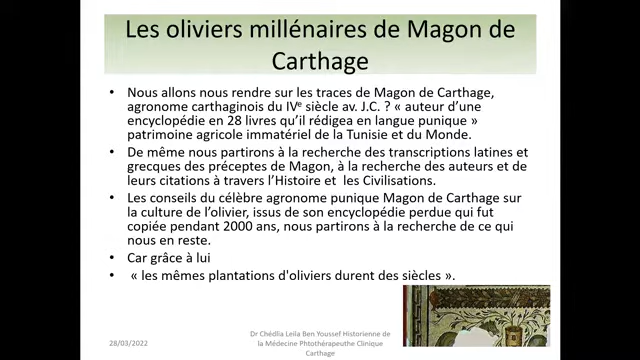 Les oliviers millénaires de Magon de
Carthage
• Nous allons nous rendre sur les traces de Magon de Carthage,
agronome carthaginois du IVe siècle av. J.C. ? « auteur d'une
encyclopédie en 28 livres qu'il rédigea en langue punique »
patrimoine agricole immatériel de la Tunisie et du Monde.
• De même nous partirons à la recherche des transcriptions latines et
grecques des préceptes de Magon, à la recherche des auteurs et de
leurs citations à travers l'Histoire et les Civilisations.
• Les conseils du célèbre agronome punique Magon de Carthage sur
la culture de l'olivier, issus de son encyclopédie perdue qui fut
copiée pendant 2000 ans, nous partirons à la recherche de ce qui
nous en reste.
• Car grâce à lui
• « les mêmes plantations d'oliviers durent des siècles ».
28/03/2022
Dr Chédlia Leila Ben Youssef Historienne de
la Médecine Phtothérapeuthe Clinique
Carthage